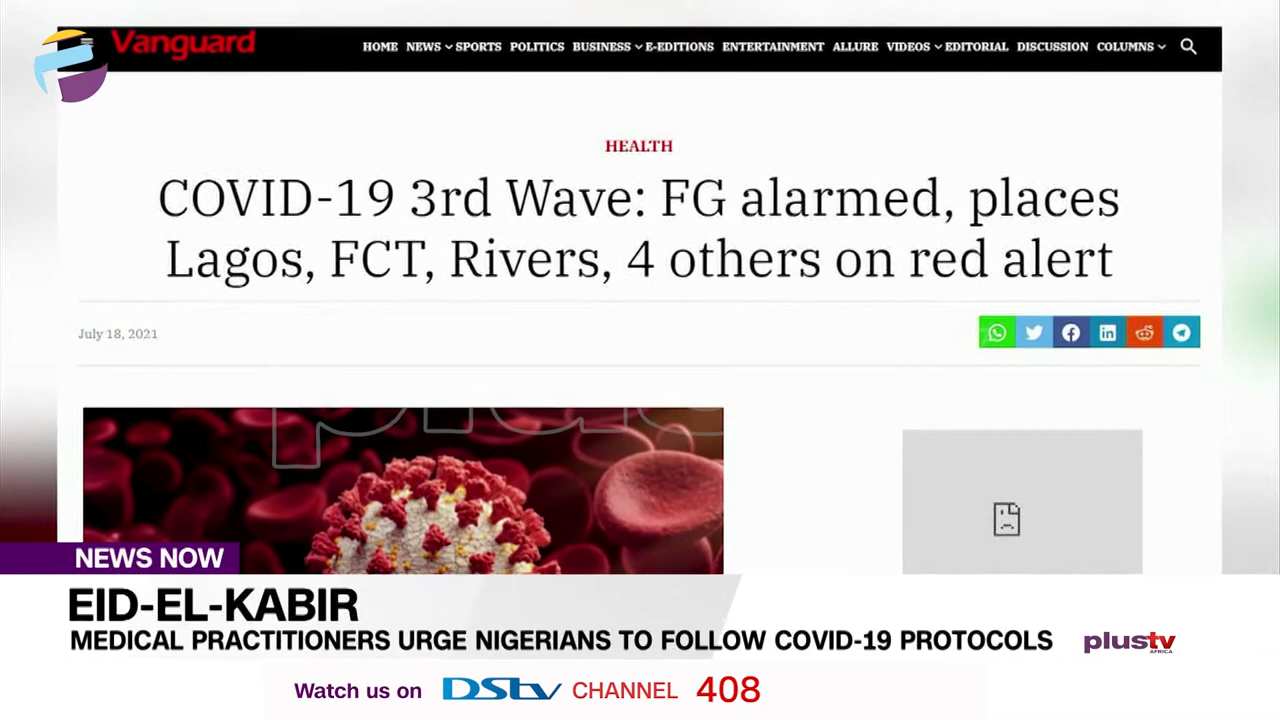 Vanguard
HOME NEWS SPORTS POLITICS BUSINESS E-EDITIONS ENTERTAINMENT ALLURE VIDEOS EDITORIAL DISCUSSION COLUMNS
HEALTH
COVID-19 3rd Wave: FG alarmed, places
Lagos, FCT, Rivers, 4 others on red alert
July 18, 2021
NEWS NOW
EID-EL-KABIR
MEDICAL PRACTITIONERS URGE NIGERIANS TO FOLLOW COVID-19 PROTOCOLS
plustv
AFRICA
Watch us on DStv CHANNEL 408